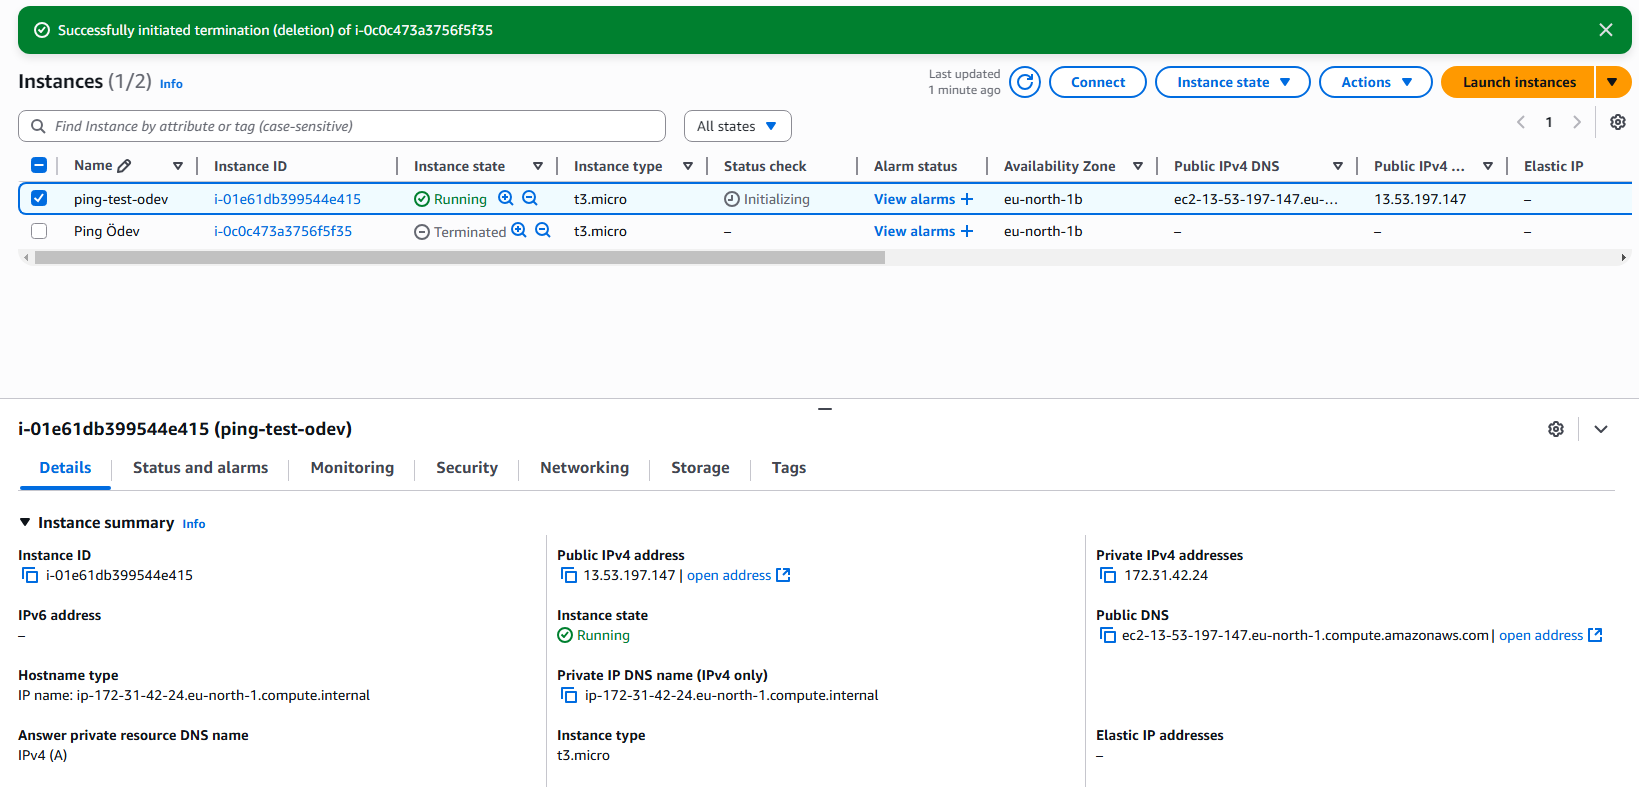 Successfully initiated termination (deletion) of i-0c0c473a3756f5f35
Instances (1/2) Info
Last updated
1 minute ago
Connect
Instance state
Actions
Launch instances
Find Instance by attribute or tag (case-sensitive)
All states
1
Name Instance ID Instance state Instance type Status check Alarm status Availability Zone Public IPv4 DNS Public IPv4 ... Elastic IP
ping-test-odev i-01e61db399544e415 Running t3.micro Initializing View alarms + eu-north-1b ec2-13-53-197-147.eu-... 13.53.197.147 –
Ping Ödev i-0c0c473a3756f5f35 Terminated t3.micro – View alarms + eu-north-1b – – –
i-01e61db399544e415 (ping-test-odev)
Details Status and alarms Monitoring Security Networking Storage Tags
Instance summary Info
Instance ID
i-01e61db399544e415
Public IPv4 address
13.53.197.147 | open address
Private IPv4 addresses
172.31.42.24
IPv6 address
–
Instance state
Running
Public DNS
ec2-13-53-197-147.eu-north-1.compute.amazonaws.com | open address
Hostname type
IP name: ip-172-31-42-24.eu-north-1.compute.internal
Private IP DNS name (IPv4 only)
ip-172-31-42-24.eu-north-1.compute.internal
Answer private resource DNS name
IPv4 (A)
Instance type
t3.micro
Elastic IP addresses
–